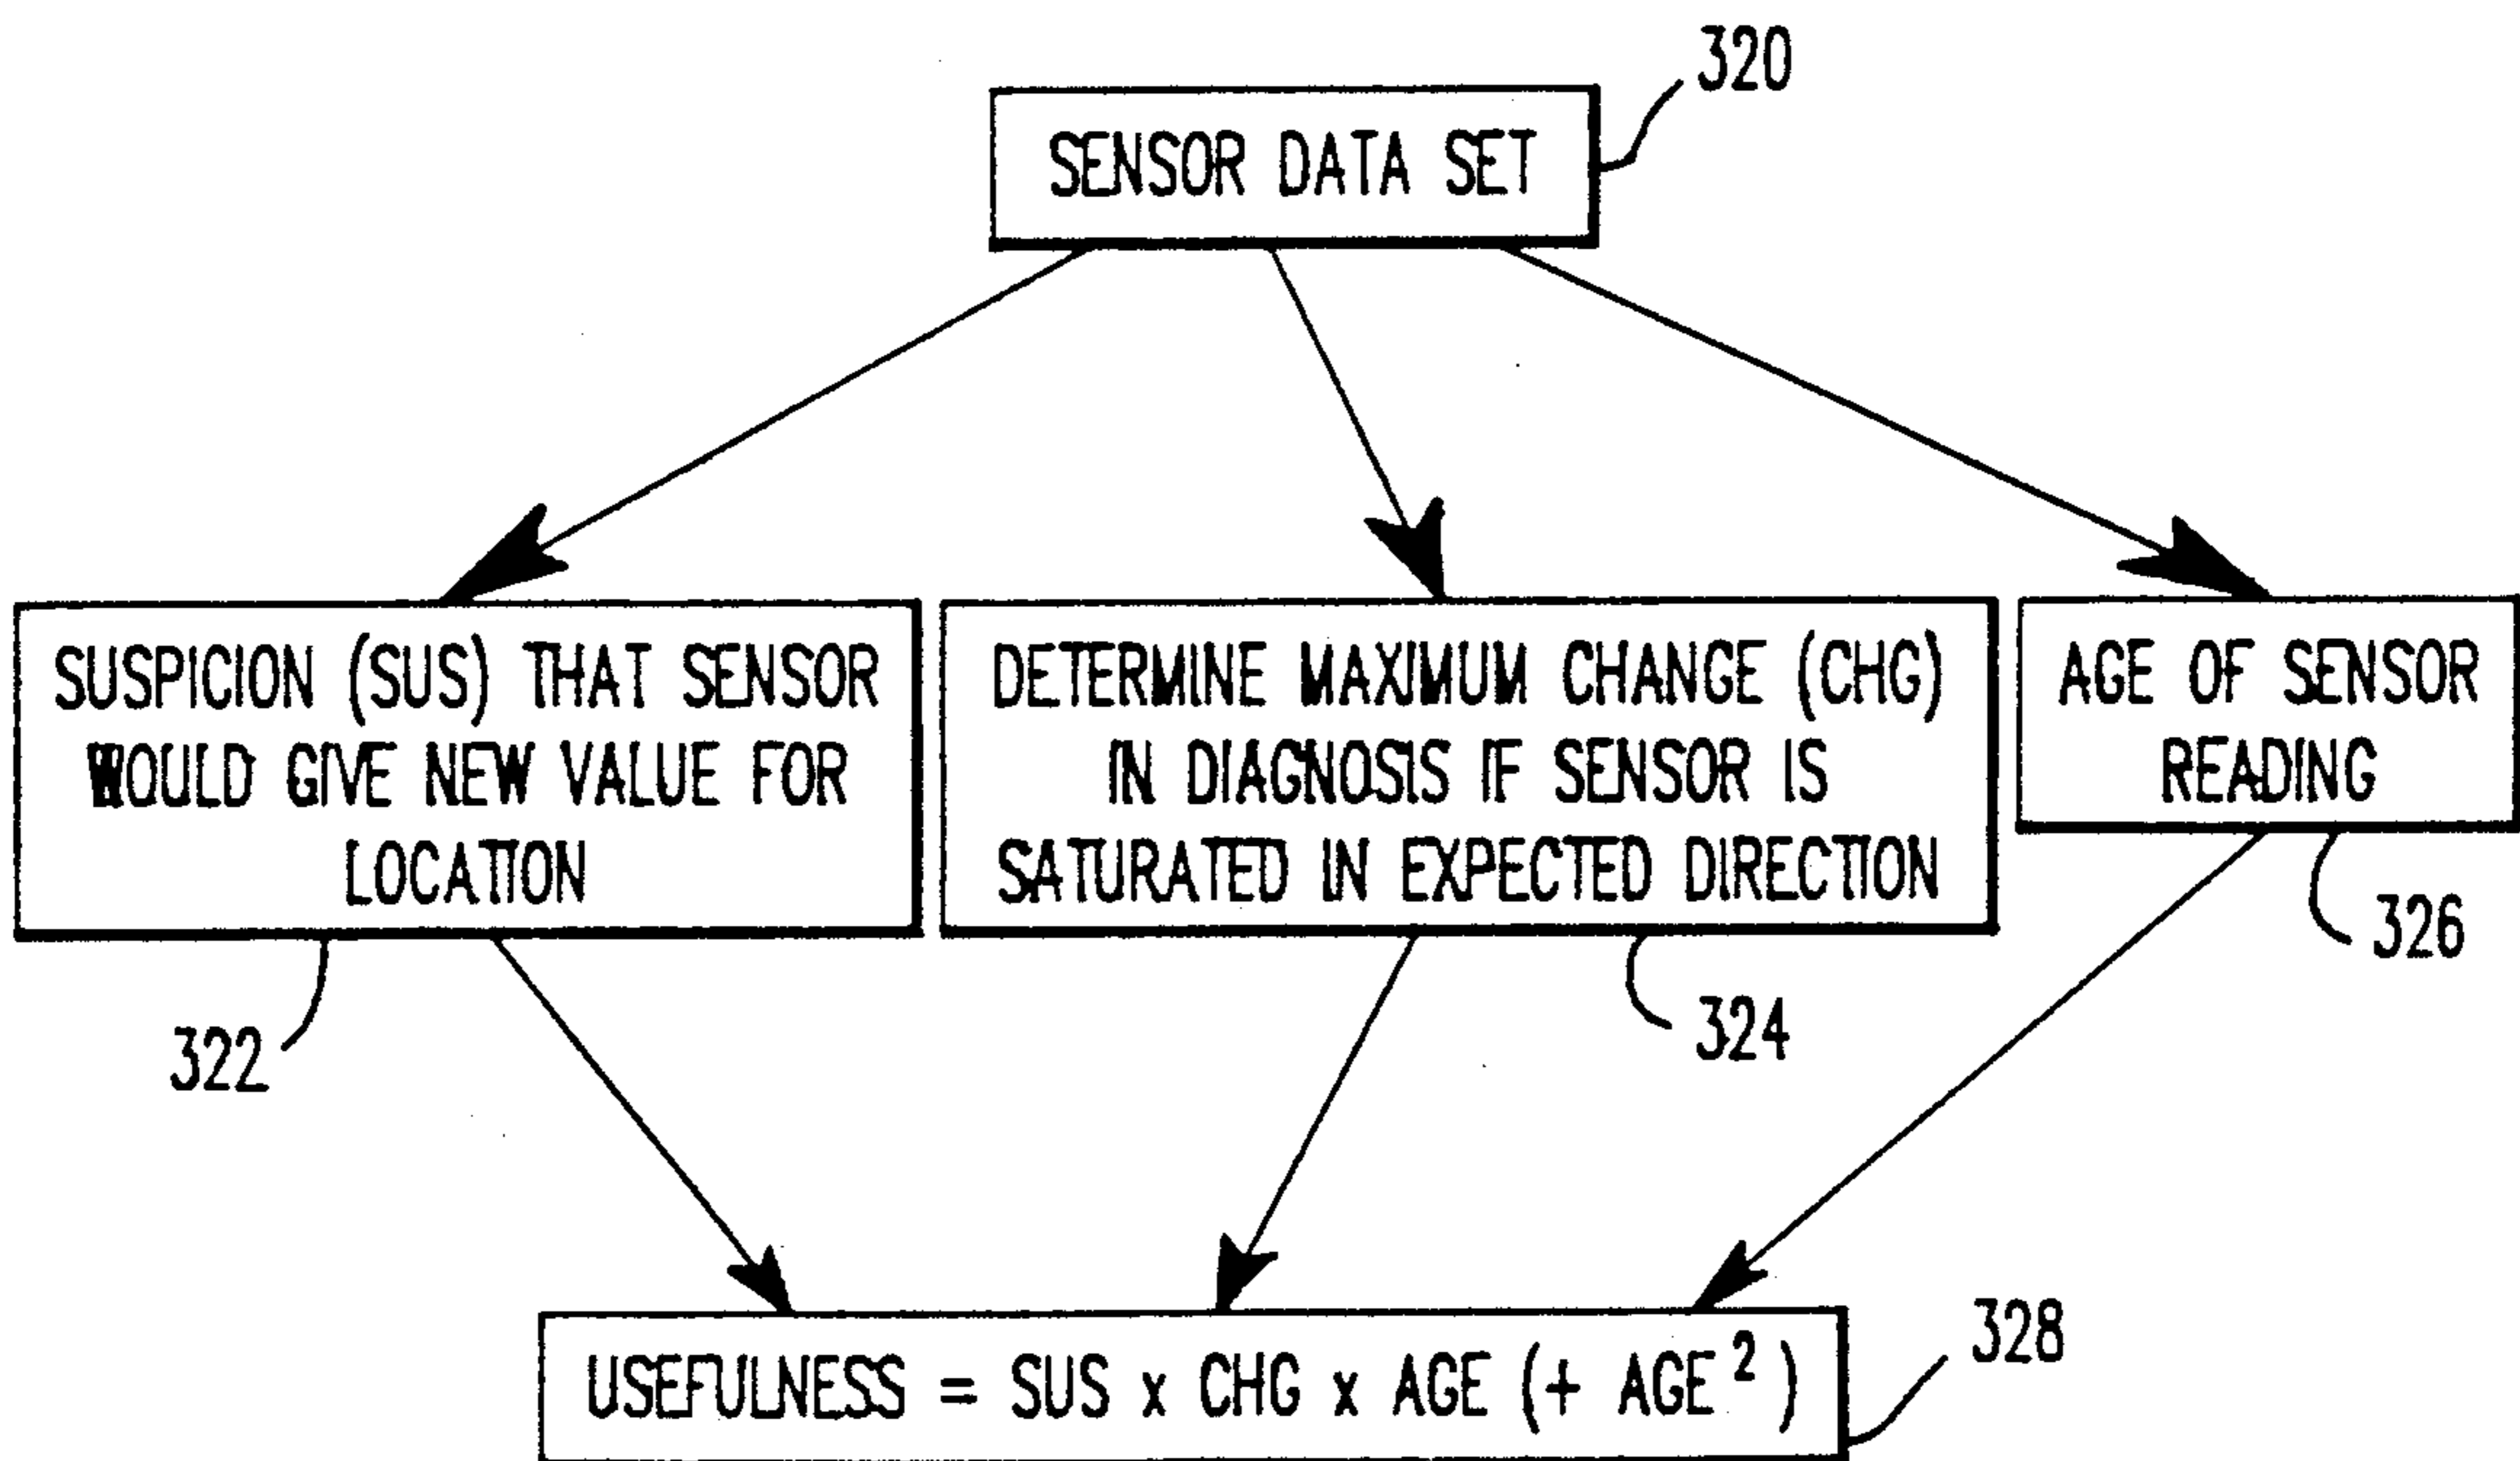 320
SENSOR DATA SET
SUSPICION (SUS) THAT SENSOR
WOULD GIVE NEW VALUE FOR
LOCATION
322
DETERMINE MAXIMUM CHANGE (CHG)
IN DIAGNOSIS IF SENSOR IS
SATURATED IN EXPECTED DIRECTION
324
AGE OF SENSOR
READING
326
USEFULNESS = SUS x CHG x AGE (+ AGE²)
328